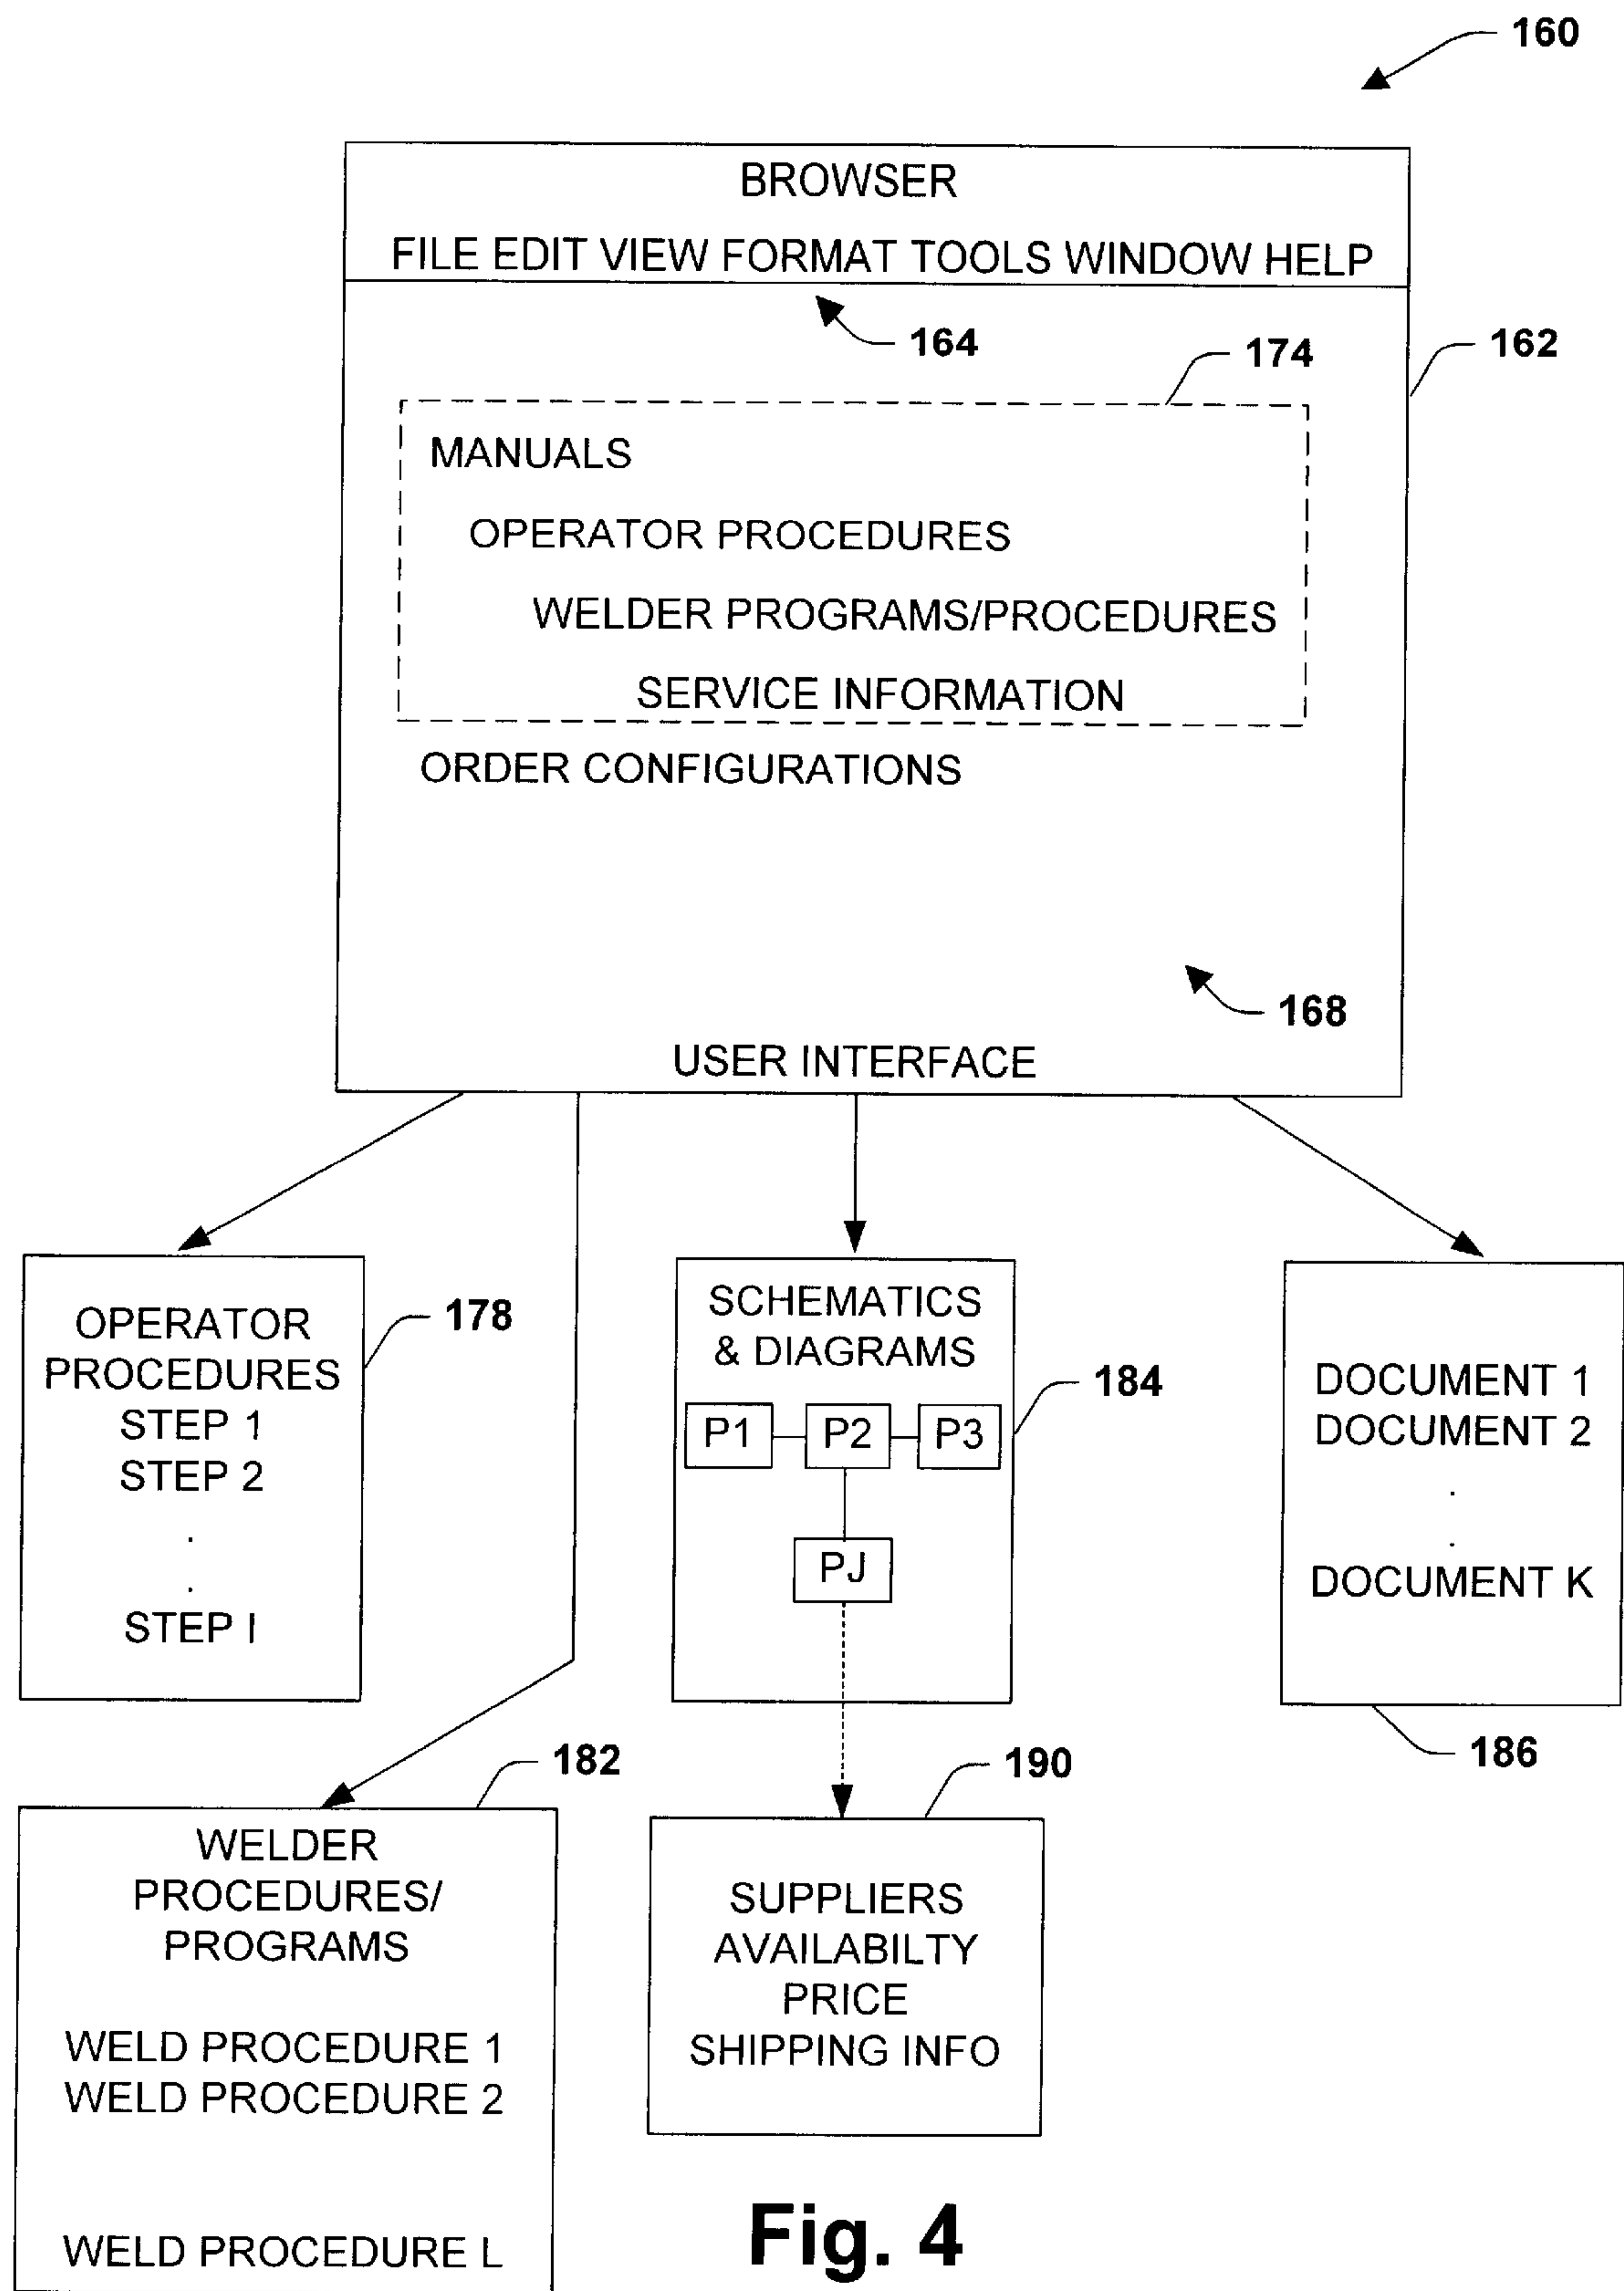 160
BROWSER
FILE EDIT VIEW FORMAT TOOLS WINDOW HELP
164
162
174
MANUALS
OPERATOR PROCEDURES
WELDER PROGRAMS/PROCEDURES
SERVICE INFORMATION
ORDER CONFIGURATIONS
168
USER INTERFACE
OPERATOR
PROCEDURES
STEP 1
STEP 2
.
.
STEP I
178
SCHEMATICS
& DIAGRAMS
P1 P2 P3
PJ
184
DOCUMENT 1
DOCUMENT 2
.
.
DOCUMENT K
186
182
WELDER
PROCEDURES/
PROGRAMS
WELD PROCEDURE 1
WELD PROCEDURE 2
WELD PROCEDURE L
190
SUPPLIERS
AVAILABILTY
PRICE
SHIPPING INFO
Fig. 4